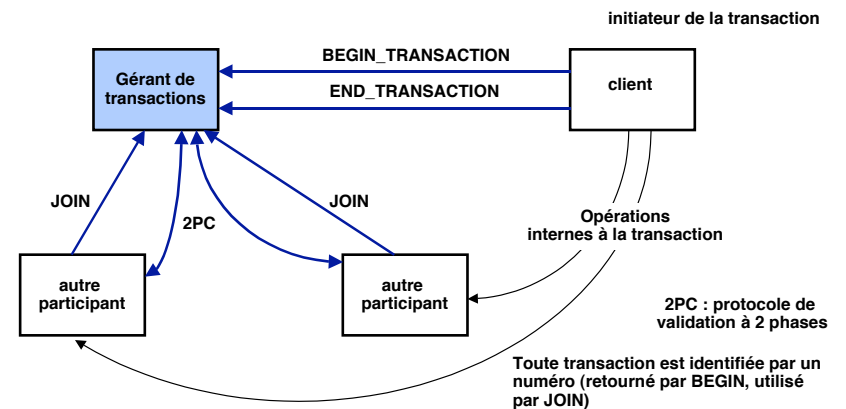 initiateur de la transaction
BEGIN_TRANSACTION
Gérant de
transactions
client
END_TRANSACTION
JOIN
JOIN
2PC
Opérations
internes à la transaction
autre
participant
autre
participant
2PC : protocole de
validation à 2 phases
Toute transaction est identifiée par un
numéro (retourné par BEGIN, utilisé
par JOIN)